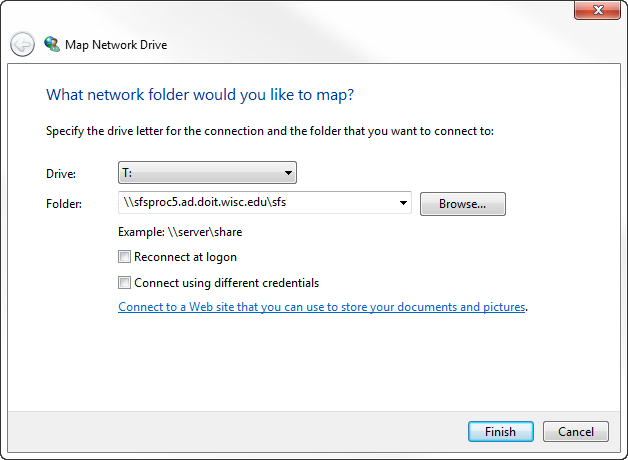 Map Network Drive
What network folder would you like to map?
Specify the drive letter for the connection and the folder that you want to connect to:
Drive: T:
Folder: \\sfsproc5.ad.doit.wisc.edu\sfs Browse...
Example: \\server\share
Reconnect at logon
Connect using different credentials
Connect to a Web site that you can use to store your documents and pictures.
Finish Cancel